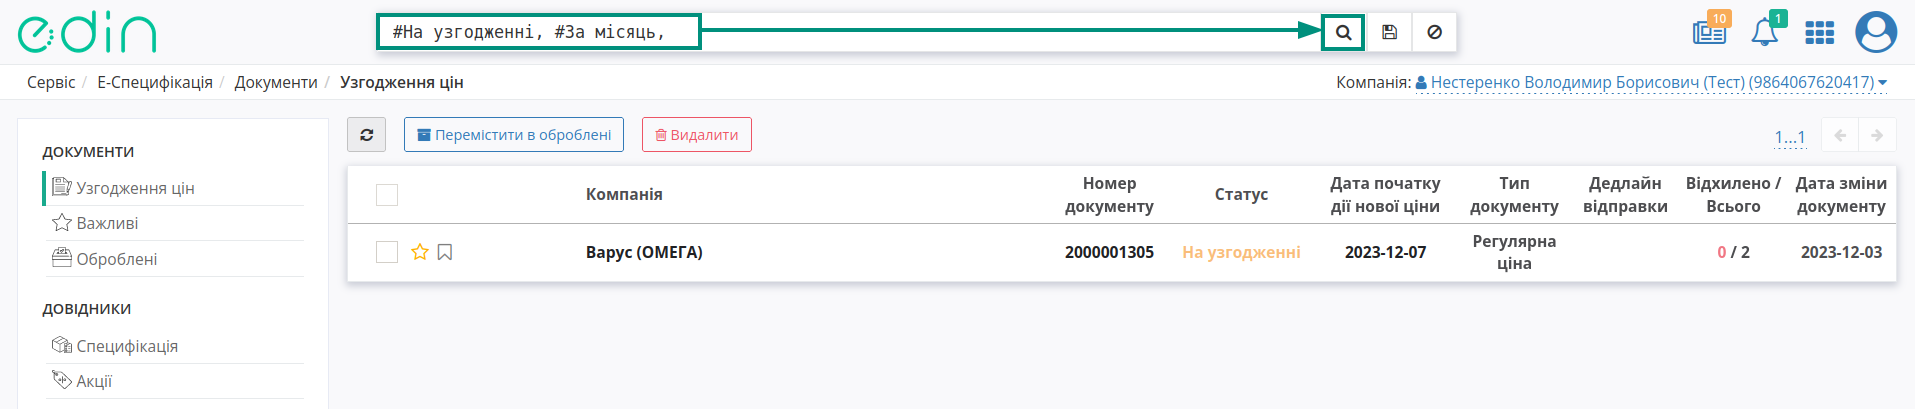 edin
#На узгодженні, #За місяць,
10
1
Сервіс / Е-Специфікація / Документи / Узгодження цін
Компанія: Нестеренко Володимир Борисович (Тест) (9864067620417)
ДОКУМЕНТИ
Узгодження цін
Важливі
Оброблені
ДОВІДНИКИ
Специфікація
Акції
Перемістити в оброблені
Видалити
1...1
Компанія
Номер документу
Статус
Дата початку дії нової ціни
Тип документу
Дедлайн відправки
Відхилено / Всього
Дата зміни документу
Варус (ОМЕГА)
2000001305
На узгодженні
2023-12-07
Регулярна ціна
0 / 2
2023-12-03